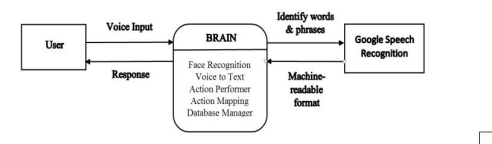 User
Voice Input
Response
BRAIN
Face Recognition
Voice to Text
Action Performer
Action Mapping
Database Manager
Identify words
& phrases
Machine-
readable
format
Google Speech
Recognition